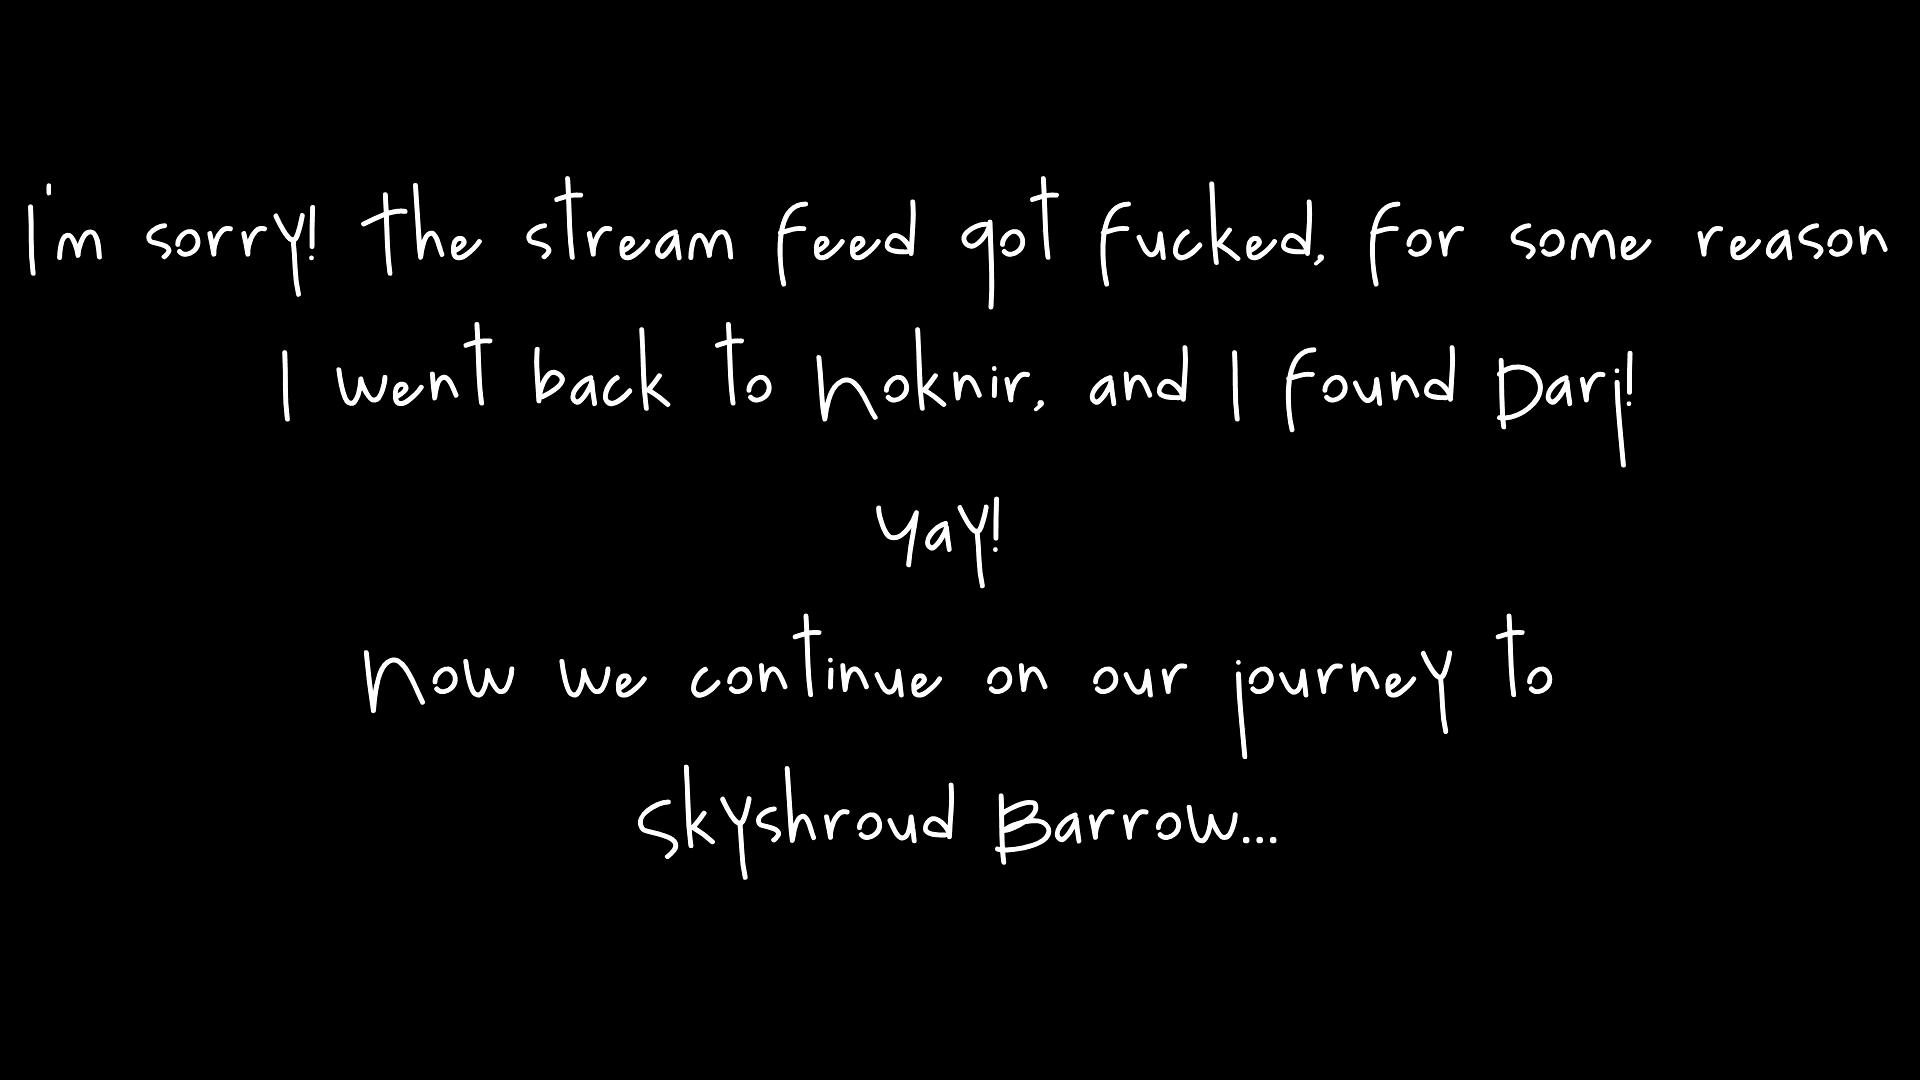 I'm sorry! The stream feed got fucked, for some reason
I went back to Noknir, and I found Darj!
Yay!
Now we continue on our journey to
Skyshroud Barrow...